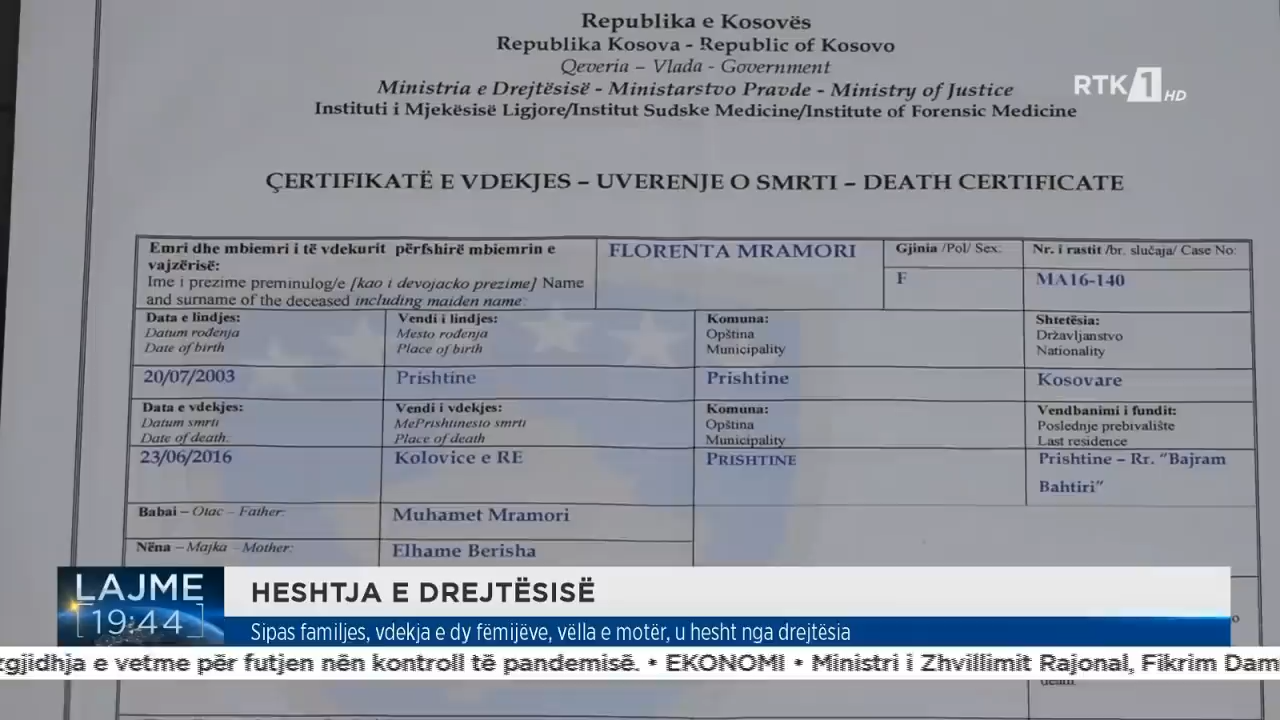 Republika e Kosovës
Republika Kosova - Republic of Kosovo
Qeveria – Vlada - Government
Ministria e Drejtësisë - Ministarstvo Pravde - Ministry of Justice
Instituti i Mjekësisë Ligjore/Institut Sudske Medicine/Institute of Forensic Medicine
RTK 1 HD
ÇERTIFIKATË E VDEKJES – UVERENJE O SMRTI – DEATH CERTIFICATE
Emri dhe mbiemri i të vdekurit përfshirë mbiemrin e
vajzërisë:
Ime i prezime preminulog/e [kao i devojacko prezime] Name
and surname of the deceased including maiden name:
FLORENTA MRAMORI
Gjinia /Pol/ Sex:
F
Nr. i rastit /br. slučaja/ Case No:
MA16-140
Data e lindjes:
Datum rođenja
Date of birth
Vendi i lindjes:
Mesto rođenja
Place of birth
Komuna:
Opština
Municipality
Shtetësia:
Državljanstvo
Nationality
20/07/2003
Prishtine
Prishtine
Kosovare
Data e vdekjes:
Datum smrti
Date of death:
Vendi i vdekjes:
MePrishtinesto smrti
Place of death
Komuna:
Opština
Municipality
Vendbanimi i fundit:
Poslednje prebivalište
Last residence
23/06/2016
Kolovice e RE
PRISHTINE
Prishtine – Rr. "Bajram
Bahtiri"
Babai – Otac – Father:
Muhamet Mramori
Nëna – Majka – Mother:
Elhame Berisha
LAJME
19:44
HESHTJA E DREJTËSISË
Sipas familjes, vdekja e dy fëmijëve, vëlla e motër, u hesht nga drejtësia
zgjidhja e vetme për futjen nën kontroll të pandemisë. • EKONOMI • Ministri i Zhvillimit Rajonal, Fikrim Dam